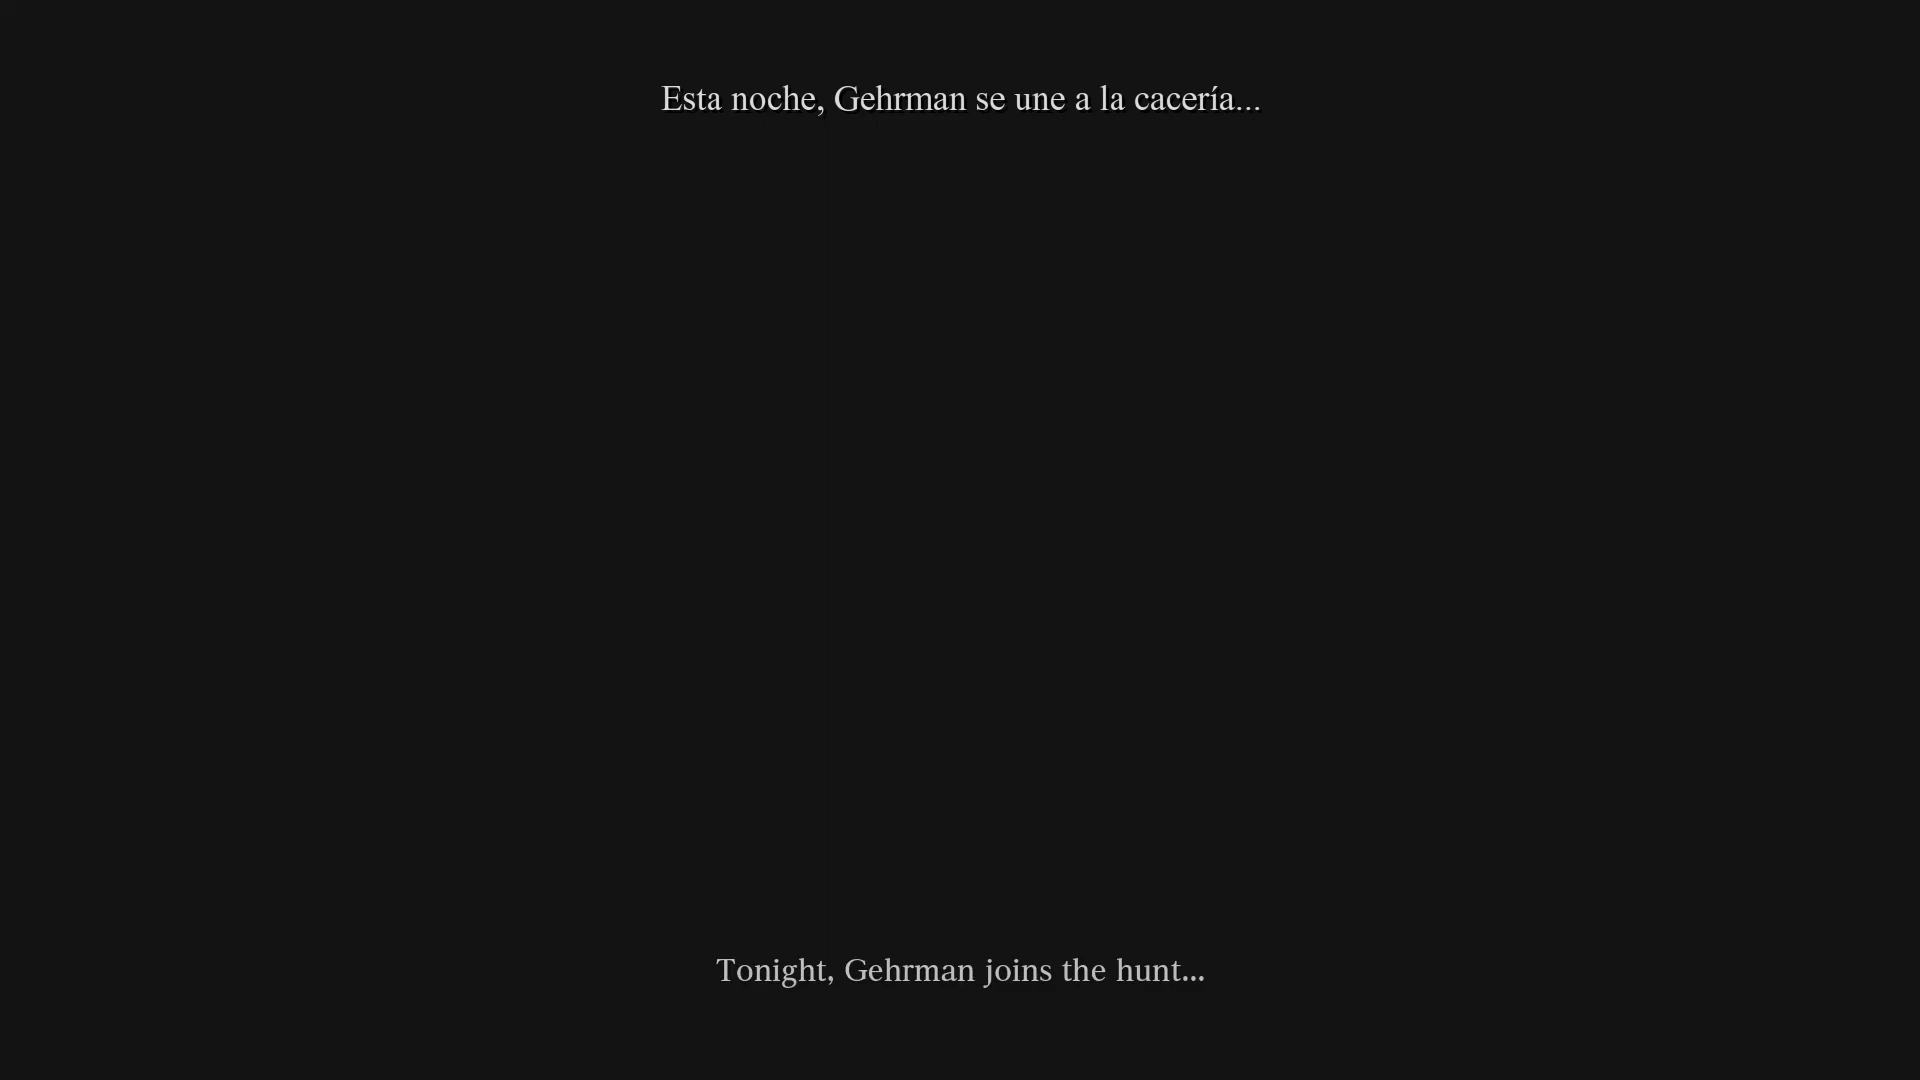 Esta noche, Gehrman se une a la cacería...
Tonight, Gehrman joins the hunt...